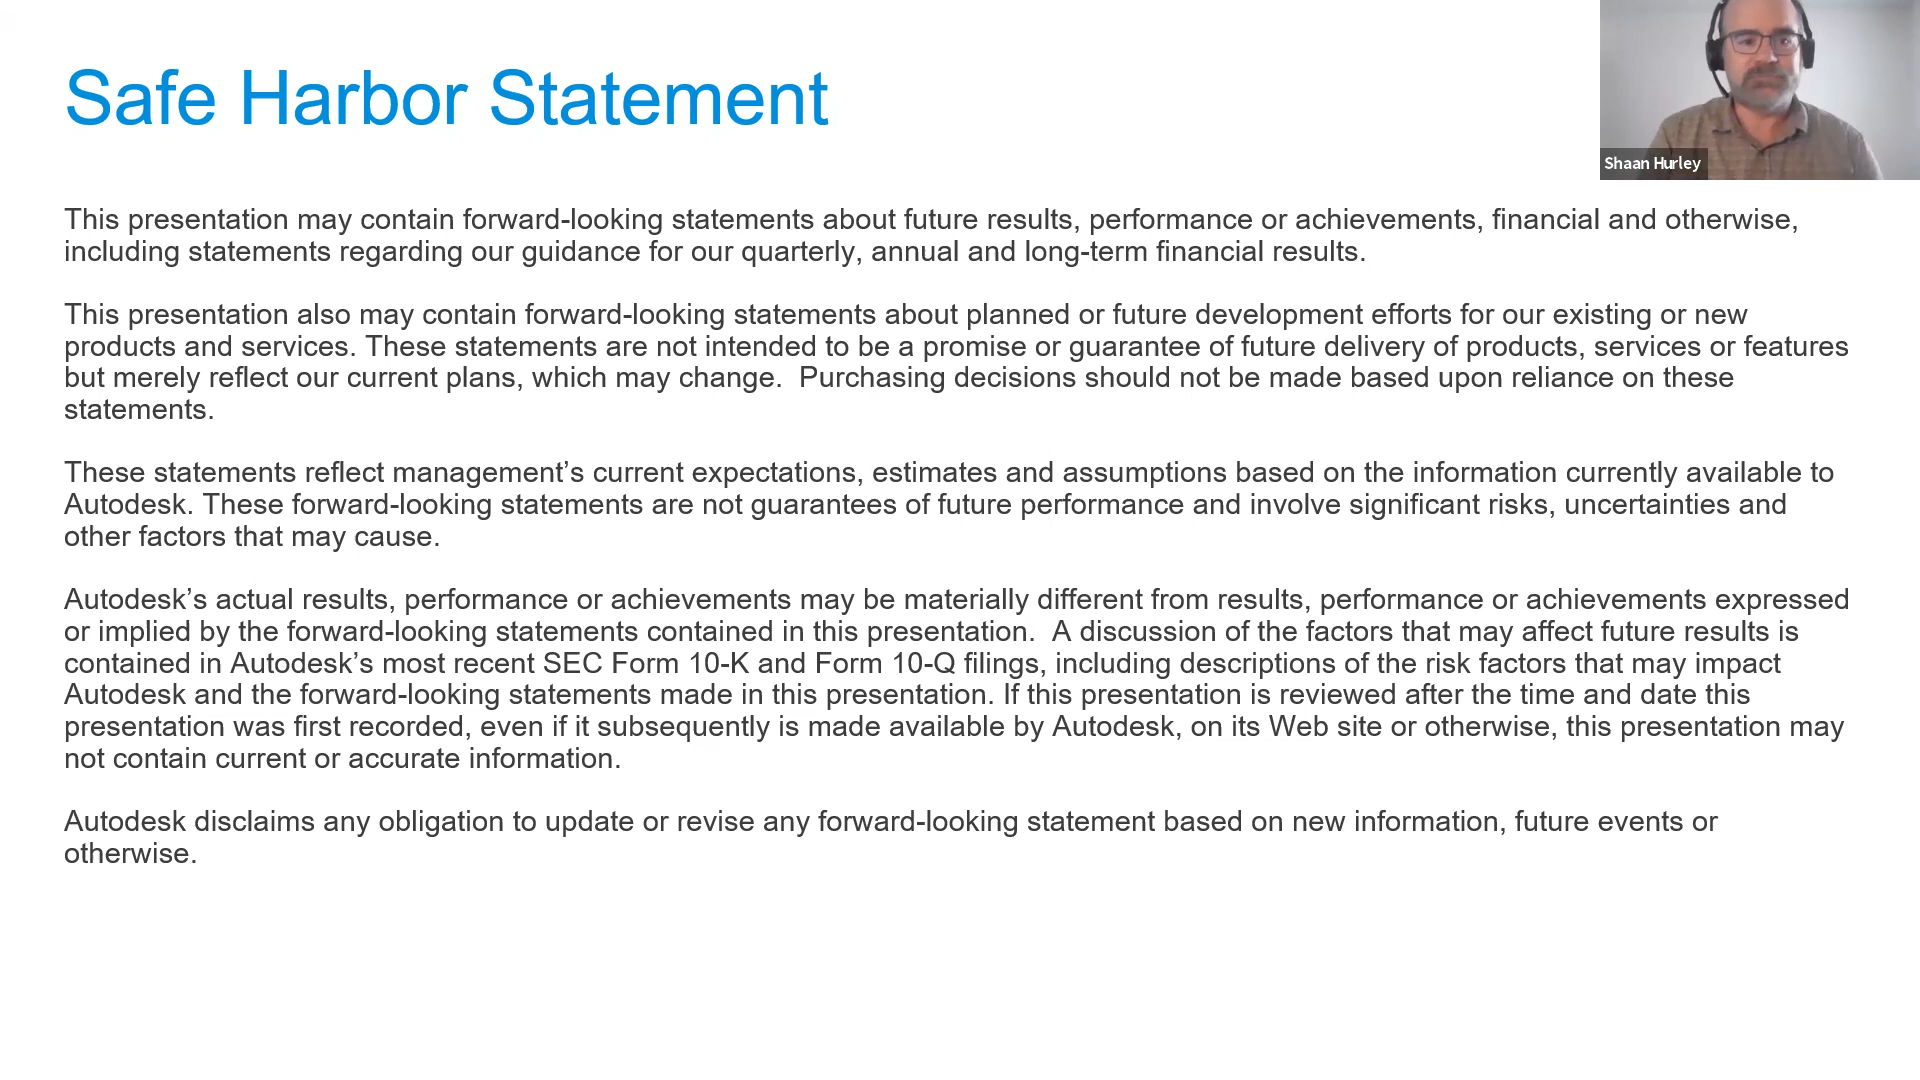 Safe Harbor Statement
Shaan Hurley
This presentation may contain forward-looking statements about future results, performance or achievements, financial and otherwise,
including statements regarding our guidance for our quarterly, annual and long-term financial results.
This presentation also may contain forward-looking statements about planned or future development efforts for our existing or new
products and services. These statements are not intended to be a promise or guarantee of future delivery of products, services or features
but merely reflect our current plans, which may change.  Purchasing decisions should not be made based upon reliance on these
statements.
These statements reflect management’s current expectations, estimates and assumptions based on the information currently available to
Autodesk. These forward-looking statements are not guarantees of future performance and involve significant risks, uncertainties and
other factors that may cause.
Autodesk’s actual results, performance or achievements may be materially different from results, performance or achievements expressed
or implied by the forward-looking statements contained in this presentation.  A discussion of the factors that may affect future results is
contained in Autodesk’s most recent SEC Form 10-K and Form 10-Q filings, including descriptions of the risk factors that may impact
Autodesk and the forward-looking statements made in this presentation. If this presentation is reviewed after the time and date this
presentation was first recorded, even if it subsequently is made available by Autodesk, on its Web site or otherwise, this presentation may
not contain current or accurate information.
Autodesk disclaims any obligation to update or revise any forward-looking statement based on new information, future events or
otherwise.